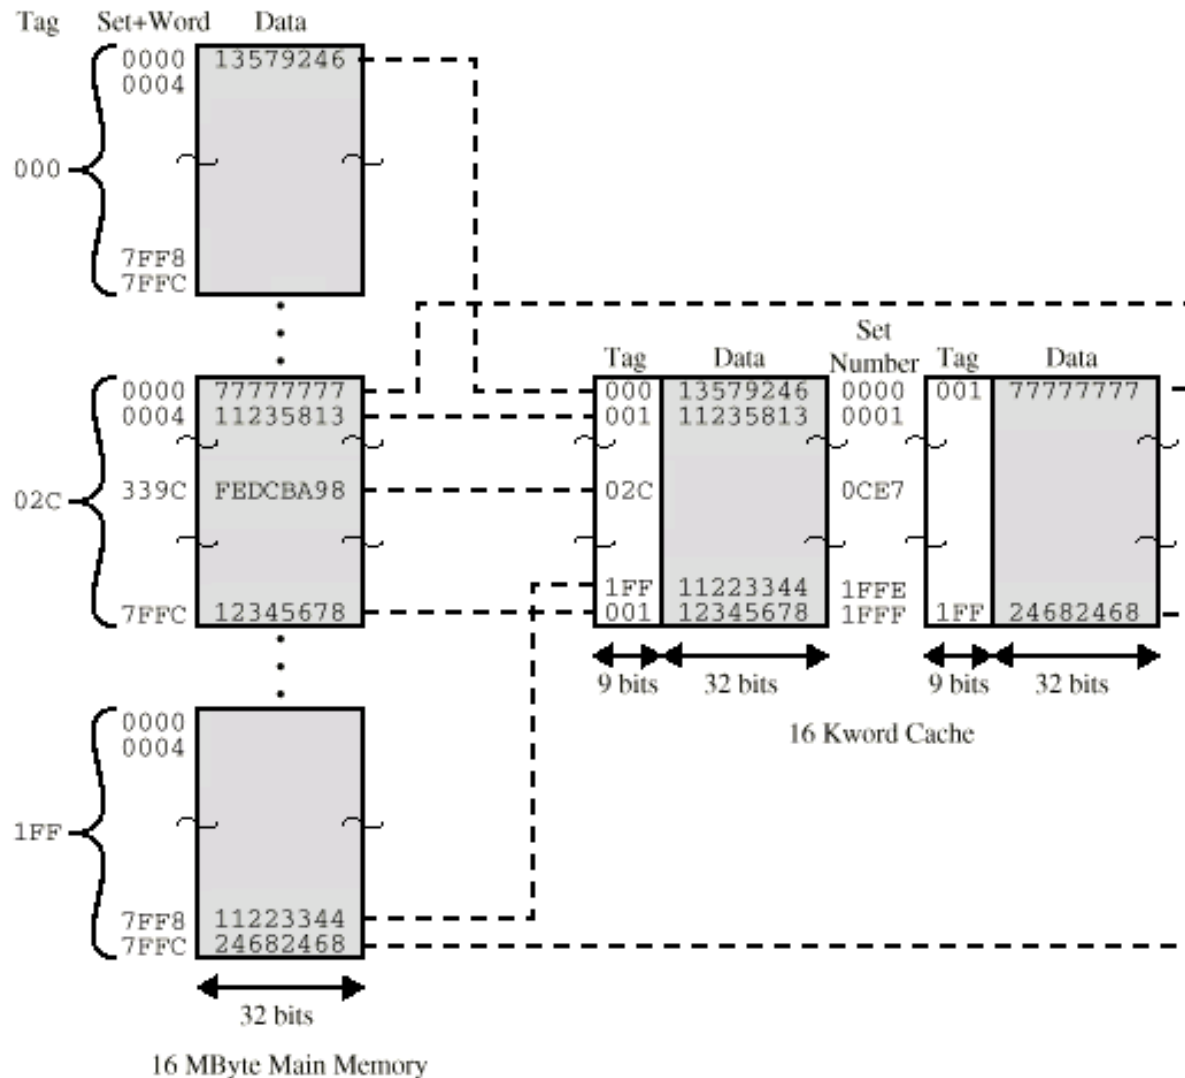 Tag Set+Word Data
0000 13579246
0004
000
7FF8
7FFC
Set
Tag Data Number Tag Data
0000 77777777 000 13579246 0000 001 77777777
0004 11235813 001 11235813 0001
02C 339C FEDCBA98 02C 0CE7
1FF 11223344 1FFE
7FFC 12345678 001 12345678 1FFF 1FF 24682468
9 bits 32 bits 9 bits 32 bits
16 Kword Cache
0000
0004
1FF
7FF8 11223344
7FFC 24682468
32 bits
16 MByte Main Memory